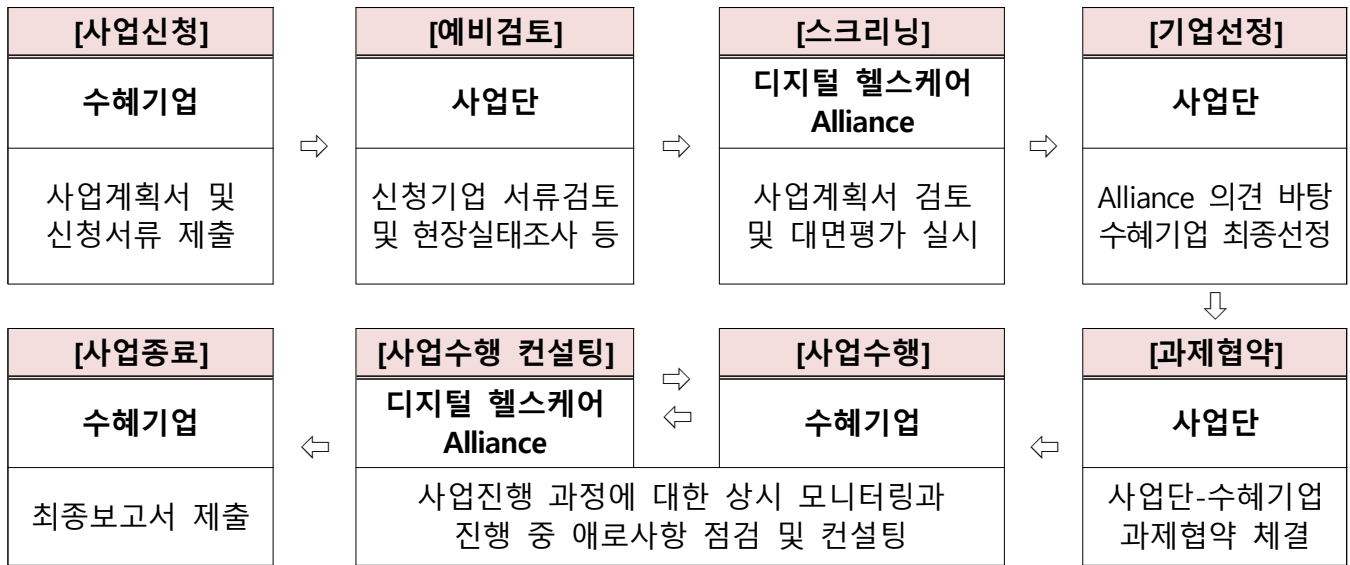 [사업신청]
수혜기업
사업계획서 및
신청서류 제출
⇨
[예비검토]
사업단
신청기업 서류검토
및 현장실태조사 등
⇨
[스크리닝]
디지털 헬스케어
Alliance
사업계획서 검토
및 대면평가 실시
⇨
[기업선정]
사업단
Alliance 의견 바탕
수혜기업 최종선정
⇩
[과제협약]
사업단
사업단-수혜기업
과제협약 체결
⇦
[사업수행]
수혜기업
⇨
⇦
[사업수행 컨설팅]
디지털 헬스케어
Alliance
사업진행 과정에 대한 상시 모니터링과
진행 중 애로사항 점검 및 컨설팅
⇦
[사업종료]
수혜기업
최종보고서 제출